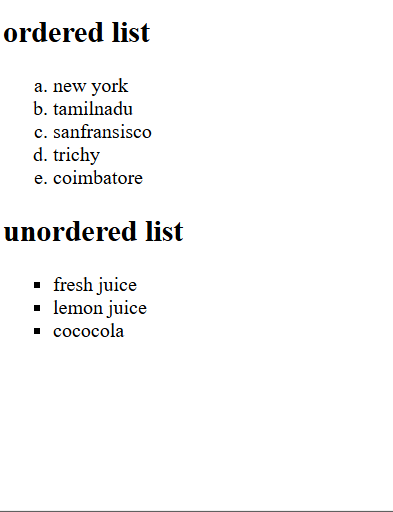 ordered list
a. new york
b. tamilnadu
c. sanfransisco
d. trichy
e. coimbatore
unordered list
▪ fresh juice
▪ lemon juice
▪ cococola